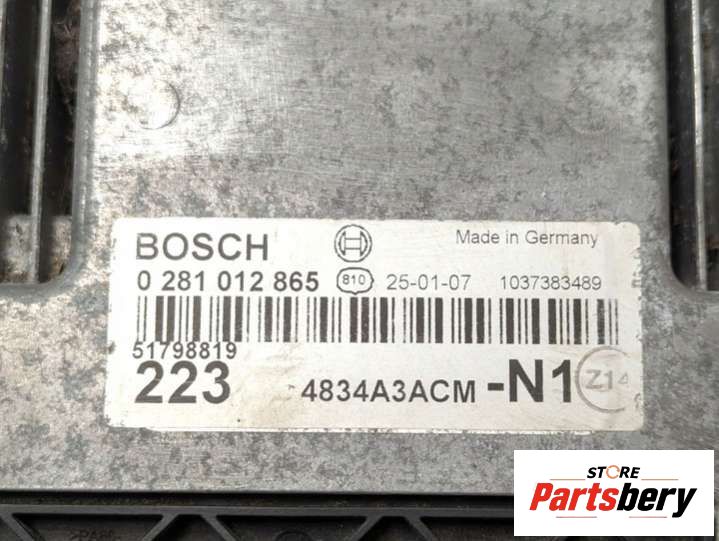 BOSCH Made in Germany
0 281 012 865 810 25-01-07 1037383489
51798819
223 4834A3ACM -N1 Z14
STORE
Partsbery